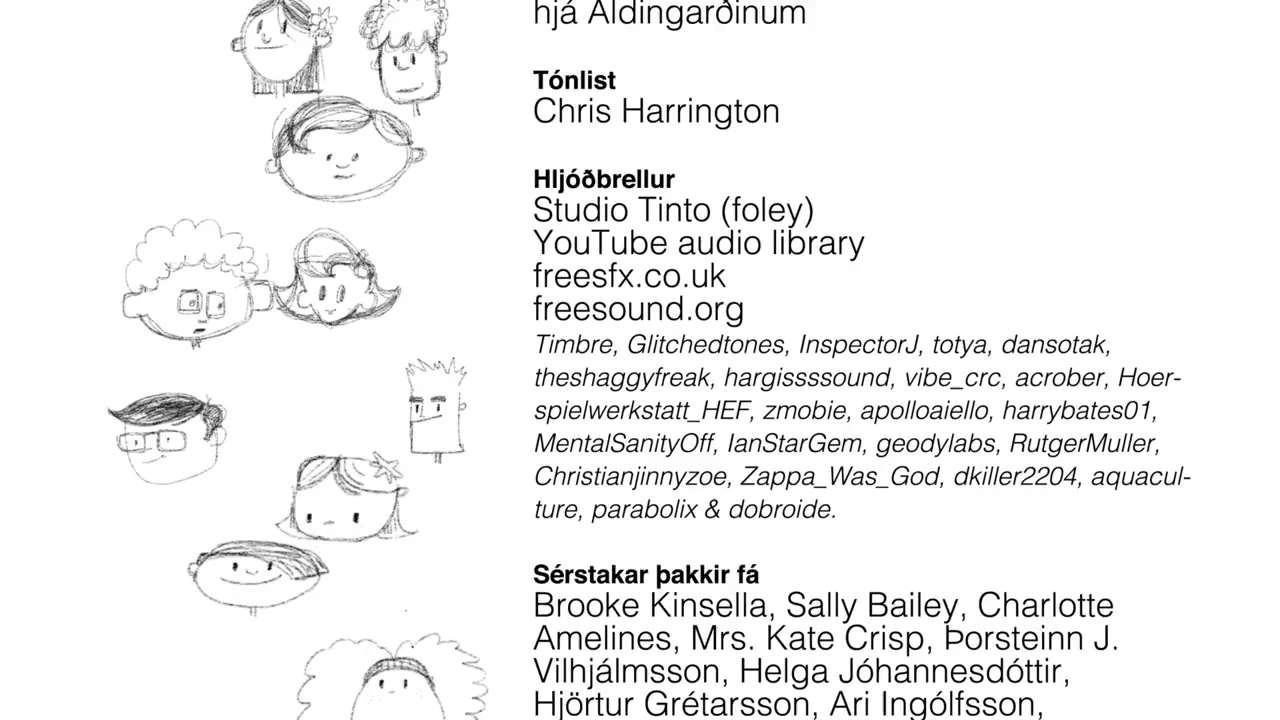 hjá Aldingarðinum
Tónlist
Chris Harrington
Hljóðbrellur
Studio Tinto (foley)
YouTube audio library
freesfx.co.uk
freesound.org
Timbre, Glitchedtones, InspectorJ, totya, dansotak,
theshaggyfreak, hargissssound, vibe_crc, acrober, Hoer-
spielwerkstatt_HEF, zmobie, apolloaiello, harrybates01,
MentalSanityOff, IanStarGem, geodylabs, RutgerMuller,
Christianjinnyzoe, Zappa_Was_God, dkiller2204, aquacul-
ture, parabolix & dobroide.
Sérstakar þakkir fá
Brooke Kinsella, Sally Bailey, Charlotte
Amelines, Mrs. Kate Crisp, Þorsteinn J.
Vilhjálmsson, Helga Jóhannesdóttir,
Hjörtur Grétarsson, Ari Ingólfsson,